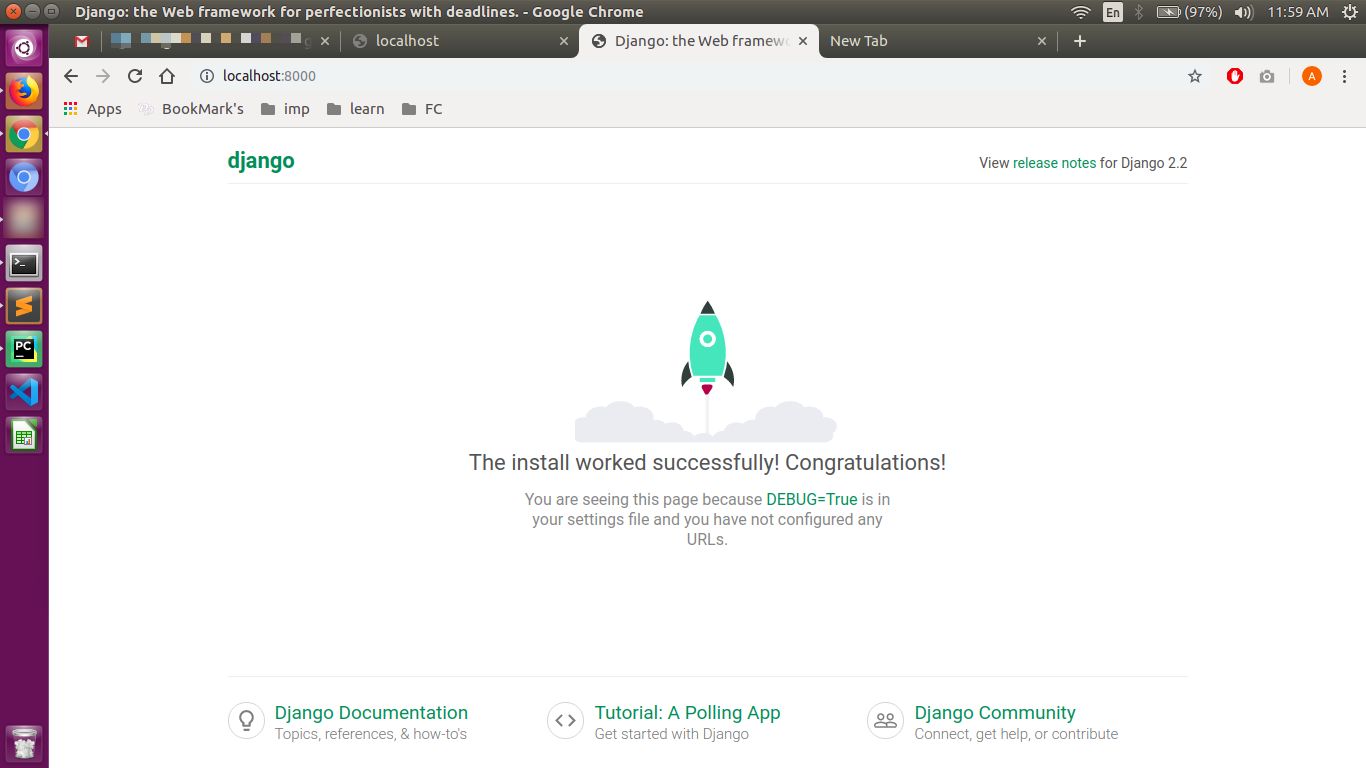 Django: the Web framework for perfectionists with deadlines. - Google Chrome
En
(97%)
11:59 AM
localhost
Django: the Web framew
New Tab
localhost:8000
A
Apps
BookMark's
imp
learn
FC
django
View release notes for Django 2.2
The install worked successfully! Congratulations!
You are seeing this page because DEBUG=True is in
your settings file and you have not configured any
URLs.
PC
Django Documentation
Topics, references, & how-to's
Tutorial: A Polling App
Get started with Django
Django Community
Connect, get help, or contribute